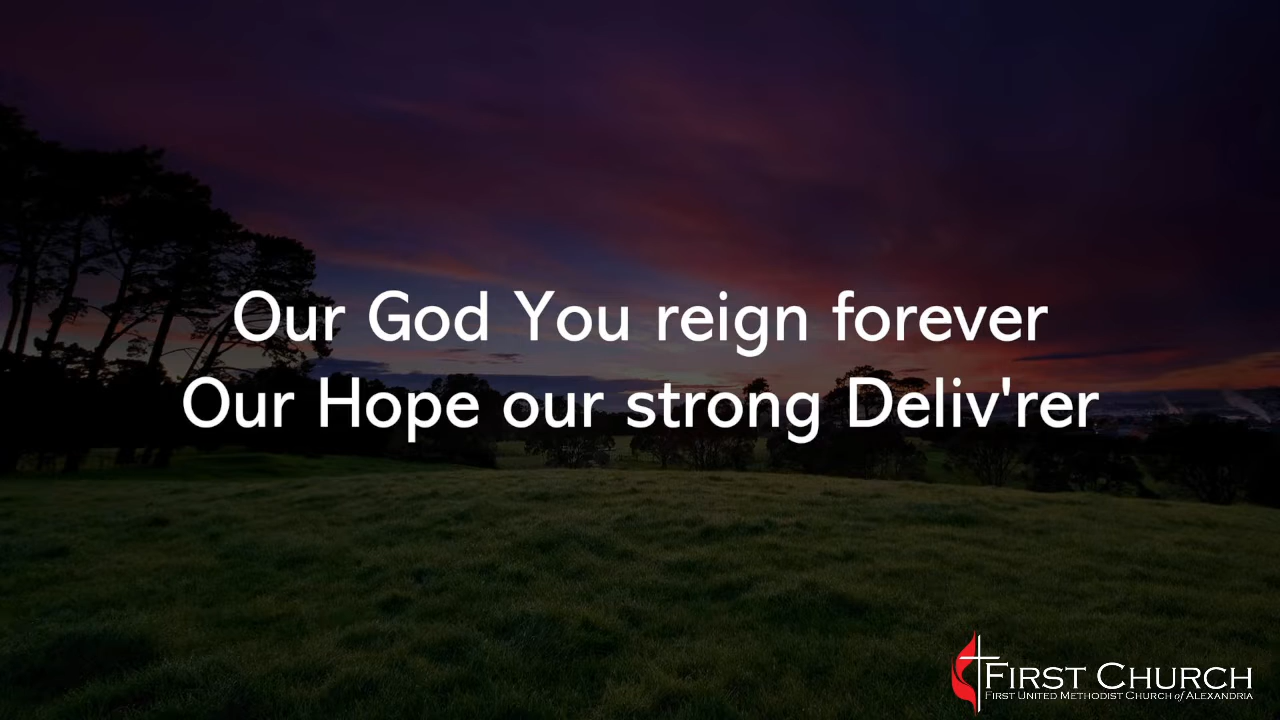 Our God You reign forever
Our Hope our strong Deliv'rer
First Church
First United Methodist Church of Alexandria